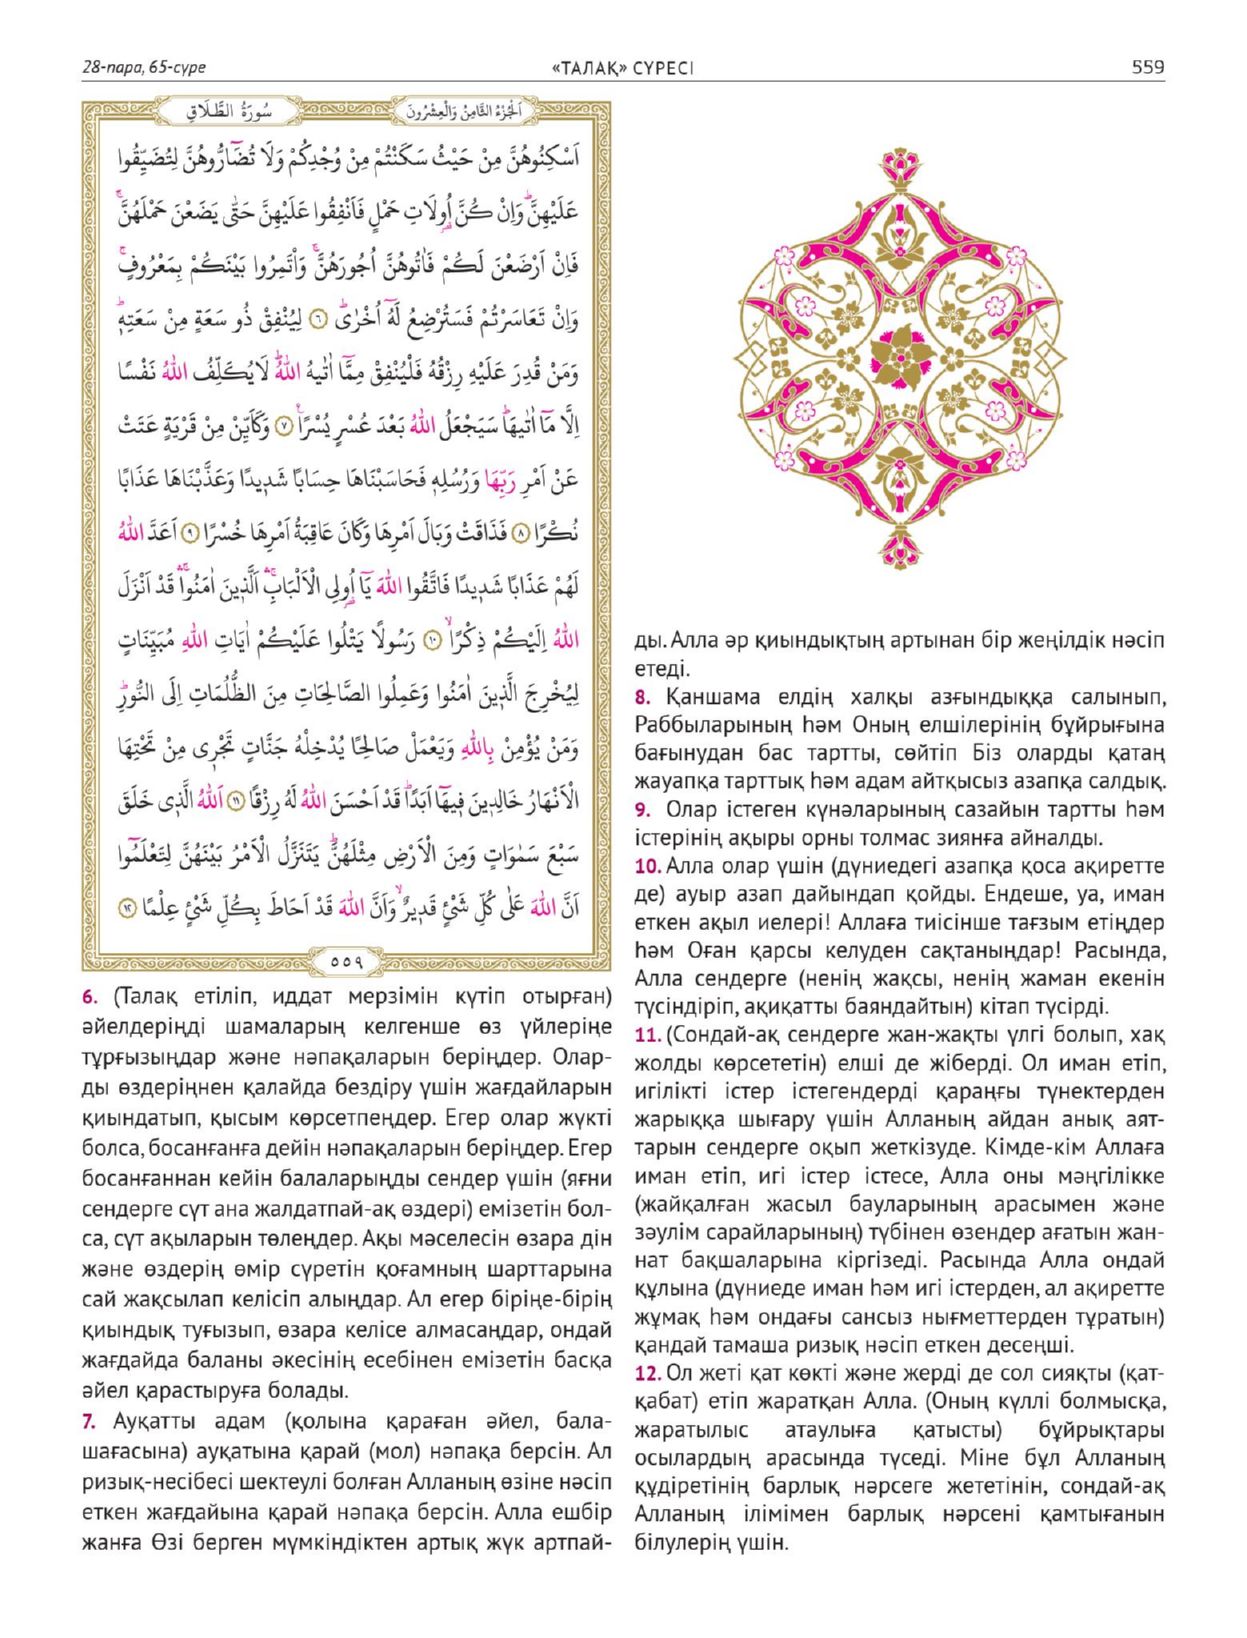 28-пара, 65-сүре
«ТАЛАҚ» СҮРЕСІ
559
سُورَةُ الطَّلَاقِ
اَلْجُزْءُ الثَّامِنُ وَالْعِشْرُونَ
اَسْكِنُوهُنَّ مِنْ حَيْثُ سَكَنْتُمْ مِنْ وُجْدِكُمْ وَلَا تُضَٓارُّوهُنَّ لِتُضَيِّقُوا
عَلَيْهِنَّۜ وَاِنْ كُنَّ اُو۬لَاتِ حَمْلٍ فَاَنْفِقُوا عَلَيْهِنَّ حَتّٰى يَضَعْنَ حَمْلَهُنَّۚ
فَاِنْ اَرْضَعْنَ لَكُمْ فَاٰتُوهُنَّ اُجُورَهُنَّۚ وَأْتَمِرُوا بَيْنَكُمْ بِمَعْرُوفٍۚ
وَاِنْ تَعَاسَرْتُمْ فَسَتُرْضِعُ لَهُٓ اُخْرٰىۜ ٦ لِيُنْفِقْ ذُو سَعَةٍ مِنْ سَعَتِهٖۜ
وَمَنْ قُدِرَ عَلَيْهِ رِزْقُهُ فَلْيُنْفِقْ مِمَّٓا اٰتٰيهُ اللّٰهُۜ لَا يُكَلِّفُ اللّٰهُ نَفْسًا
اِلَّا مَٓا اٰتٰيهَاۜ سَيَجْعَلُ اللّٰهُ بَعْدَ عُسْرٍ يُسْرًا۟ ٧ وَكَاَيِّنْ مِنْ قَرْيَةٍ عَتَتْ
عَنْ اَمْرِ رَبِّهَا وَرُسُلِهٖ فَحَاسَبْنَاهَا حِسَابًا شَدٖيدًا وَعَذَّبْنَاهَا عَذَابًا
نُكْرًا ٨ فَذَاقَتْ وَبَالَ اَمْرِهَا وَكَانَ عَاقِبَةُ اَمْرِهَا خُسْرًا ٩ اَعَدَّ اللّٰهُ
لَهُمْ عَذَابًا شَدٖيدًا فَاتَّقُوا اللّٰهَ يَٓا اُو۬لِي الْاَلْبَابِۚۛ اَلَّذٖينَ اٰمَنُواۚۛ قَدْ اَنْزَلَ
اللّٰهُ اِلَيْكُمْ ذِكْرًاۙ ١٠ رَسُولًا يَتْلُوا عَلَيْكُمْ اٰيَاتِ اللّٰهِ مُبَيِّنَاتٍ
لِيُخْرِجَ الَّذٖينَ اٰمَنُوا وَعَمِلُوا الصَّالِحَاتِ مِنَ الظُّلُمَاتِ اِلَى النُّورِۜ
وَمَنْ يُؤْمِنْ بِاللّٰهِ وَيَعْمَلْ صَالِحًا يُدْخِلْهُ جَنَّاتٍ تَجْرٖى مِنْ تَحْتِهَا
الْاَنْهَارُ خَالِدٖينَ فٖيهَٓا اَبَدًاۜ قَدْ اَحْسَنَ اللّٰهُ لَهُ رِزْقًا ١١ اَللّٰهُ الَّذٖى خَلَقَ
سَبْعَ سَمٰوَاتٍ وَمِنَ الْاَرْضِ مِثْلَهُنَّۜ يَتَنَزَّلُ الْاَمْرُ بَيْنَهُنَّ لِتَعْلَمُٓوا
اَنَّ اللّٰهَ عَلٰى كُلِّ شَيْءٍ قَدٖيرٌۙ وَاَنَّ اللّٰهَ قَدْ اَحَاطَ بِكُلِّ شَيْءٍ عِلْمًا ١٢
٥٥٩
6. (Талақ етіліп, иддат мерзімін күтіп отырған)
әйелдеріңді шамаларың келгенше өз үйлеріңе
тұрғызыңдар және нәпақаларын беріңдер. Олар-
ды өздеріңнен қалайда бездіру үшін жағдайларын
қиындатып, қысым көрсетпеңдер. Егер олар жүкті
болса, босанғанға дейін нәпақаларын беріңдер. Егер
босанғаннан кейін балаларыңды сендер үшін (яғни
сендерге сүт ана жалдатпай-ақ өздері) емізетін бол-
са, сүт ақыларын төлеңдер. Ақы мәселесін өзара дін
және өздерің өмір сүретін қоғамның шарттарына
сай жақсылап келісіп алыңдар. Ал егер біріңе-бірің
қиындық туғызып, өзара келісе алмасаңдар, ондай
жағдайда баланы әкесінің есебінен емізетін басқа
әйел қарастыруға болады.
7. Ауқатты адам (қолына қараған әйел, бала-
шағасына) ауқатына қарай (мол) нәпақа берсін. Ал
ризық-несібесі шектеулі болған Алланың өзіне нәсіп
еткен жағдайына қарай нәпақа берсін. Алла ешбір
жанға Өзі берген мүмкіндіктен артық жүк артпай-
ды. Алла әр қиындықтың артынан бір жеңілдік нәсіп
етеді.
8. Қаншама елдің халқы азғындыққа салынып,
Раббыларының һәм Оның елшілерінің бұйрығына
бағынудан бас тартты, сөйтіп Біз оларды қатаң
жауапқа тарттық һәм адам айтқысыз азапқа салдық.
9. Олар істеген күнәларының сазайын тартты һәм
істерінің ақыры орны толмас зиянға айналды.
10. Алла олар үшін (дүниедегі азапқа қоса ақиретте
де) ауыр азап дайындап қойды. Ендеше, уа, иман
еткен ақыл иелері! Аллаға тиісінше тағзым етіңдер
һәм Оған қарсы келуден сақтаныңдар! Расында,
Алла сендерге (ненің жақсы, ненің жаман екенін
түсіндіріп, ақиқатты баяндайтын) кітап түсірді.
11. (Сондай-ақ сендерге жан-жақты үлгі болып, хақ
жолды көрсететін) елші де жіберді. Ол иман етіп,
игілікті істер істегендерді қараңғы түнектерден
жарыққа шығару үшін Алланың айдан анық аят-
тарын сендерге оқып жеткізуде. Кімде-кім Аллаға
иман етіп, игі істер істесе, Алла оны мәңгілікке
(жайқалған жасыл бауларының арасымен және
зәулім сарайларының) түбінен өзендер ағатын жан-
нат бақшаларына кіргізеді. Расында Алла ондай
құлына (дүниеде иман һәм игі істерден, ал ақиретте
жұмақ һәм ондағы сансыз нығметтерден тұратын)
қандай тамаша ризық нәсіп еткен десеңші.
12. Ол жеті қат көкті және жерді де сол сияқты (қат-
қабат) етіп жаратқан Алла. (Оның күллі болмысқа,
жаратылыс атаулыға қатысты) бұйрықтары
осылардың арасында түседі. Міне бұл Алланың
құдіретінің барлық нәрсеге жететінін, сондай-ақ
Алланың ілімімен барлық нәрсені қамтығанын
білулерің үшін.